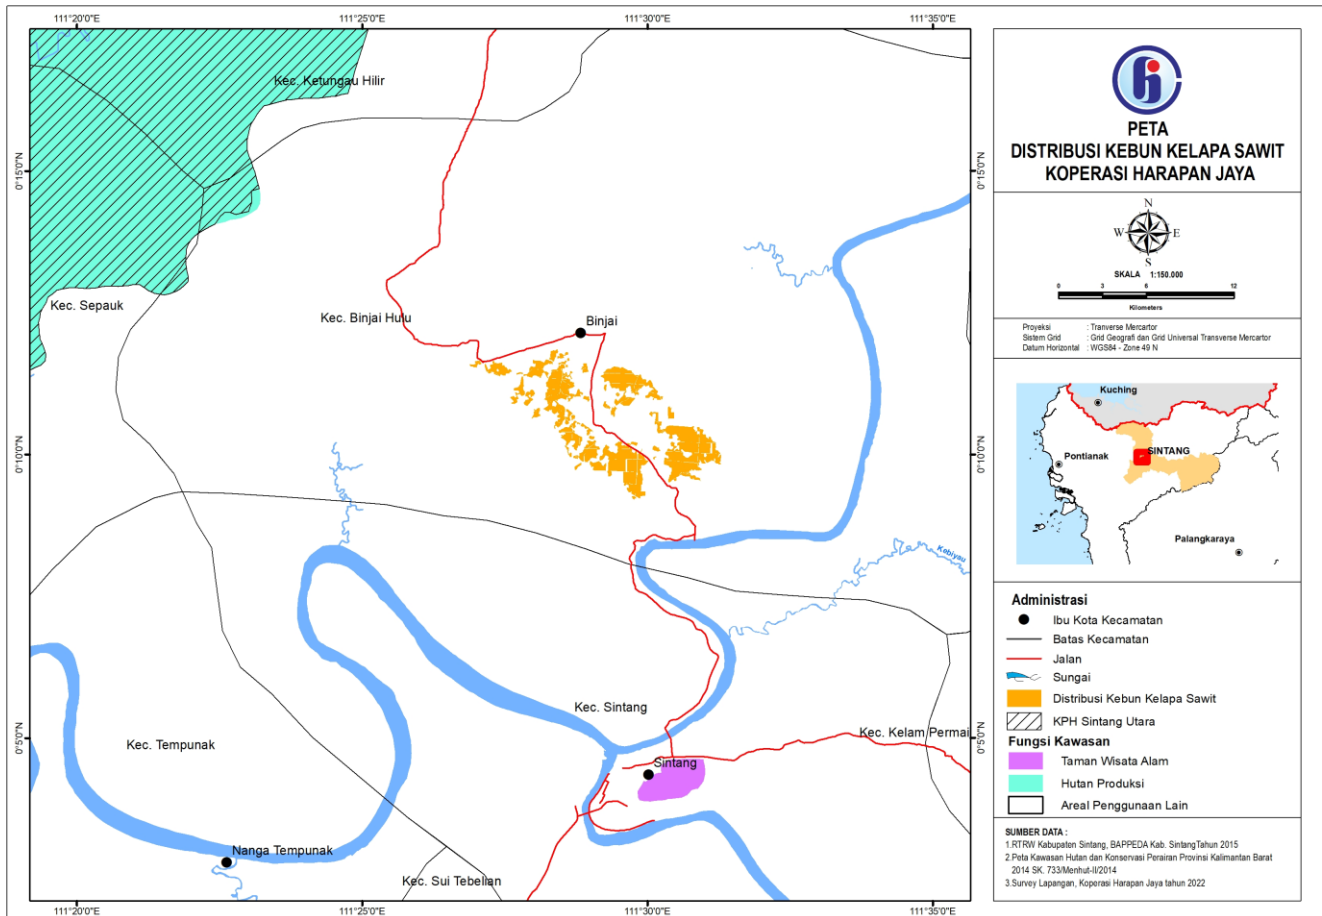 111°20'0"E
111°25'0"E
111°30'0"E
111°35'0"E
0°15'0"N
0°10'0"N
0°5'0"N
0°15'0"N
0°10'0"N
0°5'0"N
111°20'0"E
111°25'0"E
111°30'0"E
111°35'0"E
Kec. Ketungau Hilir
Kec. Sepauk
Kec. Binjai Hulu
Binjai
Kebiyau
Kec. Sintang
Kec. Tempunak
Kec. Kelam Permai
Sintang
Nanga Tempunak
Kec. Sui Tebelian
PETA
DISTRIBUSI KEBUN KELAPA SAWIT
KOPERASI HARAPAN JAYA
N
W E
S
SKALA 1:150.000
0 3 6 9 12
Kilometers
Proyeksi : Tranverse Mercartor
Sistem Grid : Grid Geografi dan Grid Universal Transverse Mercartor
Datum Horizontal : WGS84 - Zone 49 N
Kuching
Pontianak
SINTANG
Palangkaraya
Administrasi
Ibu Kota Kecamatan
Batas Kecamatan
Jalan
Sungai
Distribusi Kebun Kelapa Sawit
KPH Sintang Utara
Fungsi Kawasan
Taman Wisata Alam
Hutan Produksi
Areal Penggunaan Lain
SUMBER DATA :
1.RTRW Kabupaten Sintang, BAPPEDA Kab. SintangTahun 2015
2.Peta Kawasan Hutan dan Konservasi Perairan Provinsi Kalimantan Barat
2014 SK. 733/Menhut-II/2014
3.Survey Lapangan, Koperasi Harapan Jaya tahun 2022